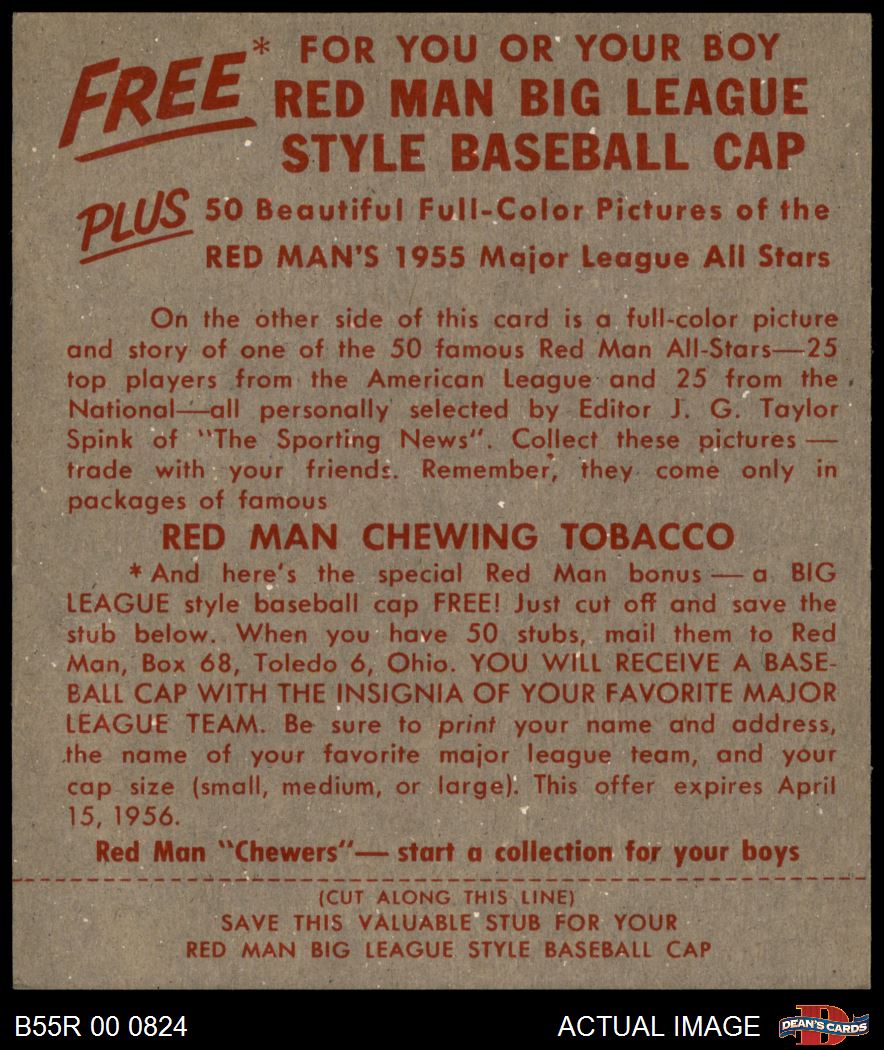 FREE* FOR YOU OR YOUR BOY
RED MAN BIG LEAGUE
STYLE BASEBALL CAP
PLUS 50 Beautiful Full-Color Pictures of the
RED MAN'S 1955 Major League All Stars
On the other side of this card is a full-color picture
and story of one of the 50 famous Red Man All-Stars—25
top players from the American League and 25 from the
National—all personally selected by Editor J. G. Taylor
Spink of "The Sporting News". Collect these pictures —
trade with your friends. Remember, they come only in
packages of famous
RED MAN CHEWING TOBACCO
* And here's the special Red Man bonus — a BIG
LEAGUE style baseball cap FREE! Just cut off and save the
stub below. When you have 50 stubs, mail them to Red
Man, Box 68, Toledo 6, Ohio. YOU WILL RECEIVE A BASE-
BALL CAP WITH THE INSIGNIA OF YOUR FAVORITE MAJOR
LEAGUE TEAM. Be sure to print your name and address,
the name of your favorite major league team, and your
cap size (small, medium, or large). This offer expires April
15, 1956.
Red Man "Chewers"— start a collection for your boys
(CUT ALONG THIS LINE)
SAVE THIS VALUABLE STUB FOR YOUR
RED MAN BIG LEAGUE STYLE BASEBALL CAP
B55R 00 0824 ACTUAL IMAGE DEAN'S CARDS